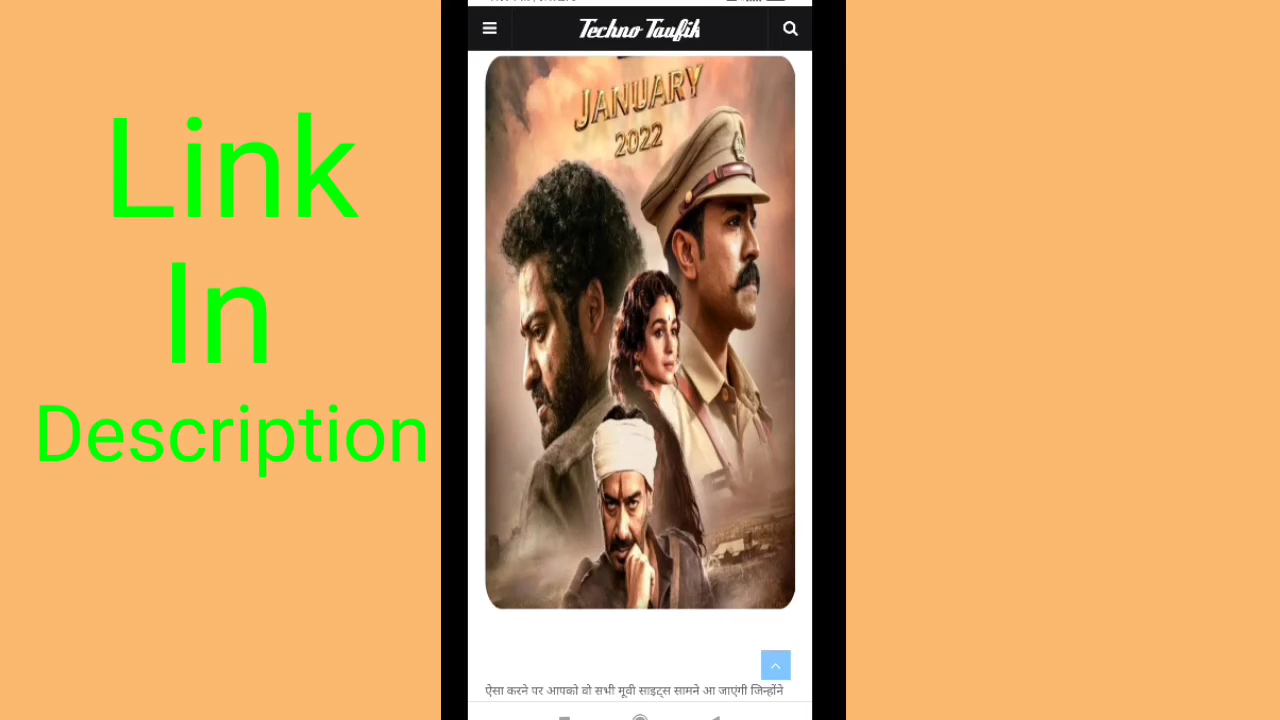 Techno Taufik
JANUARY
2022
Link
In
Description
ऐसा करने पर आपको वो सभी मूवी साइट्स सामने आ जाएंगी जिन्होंने